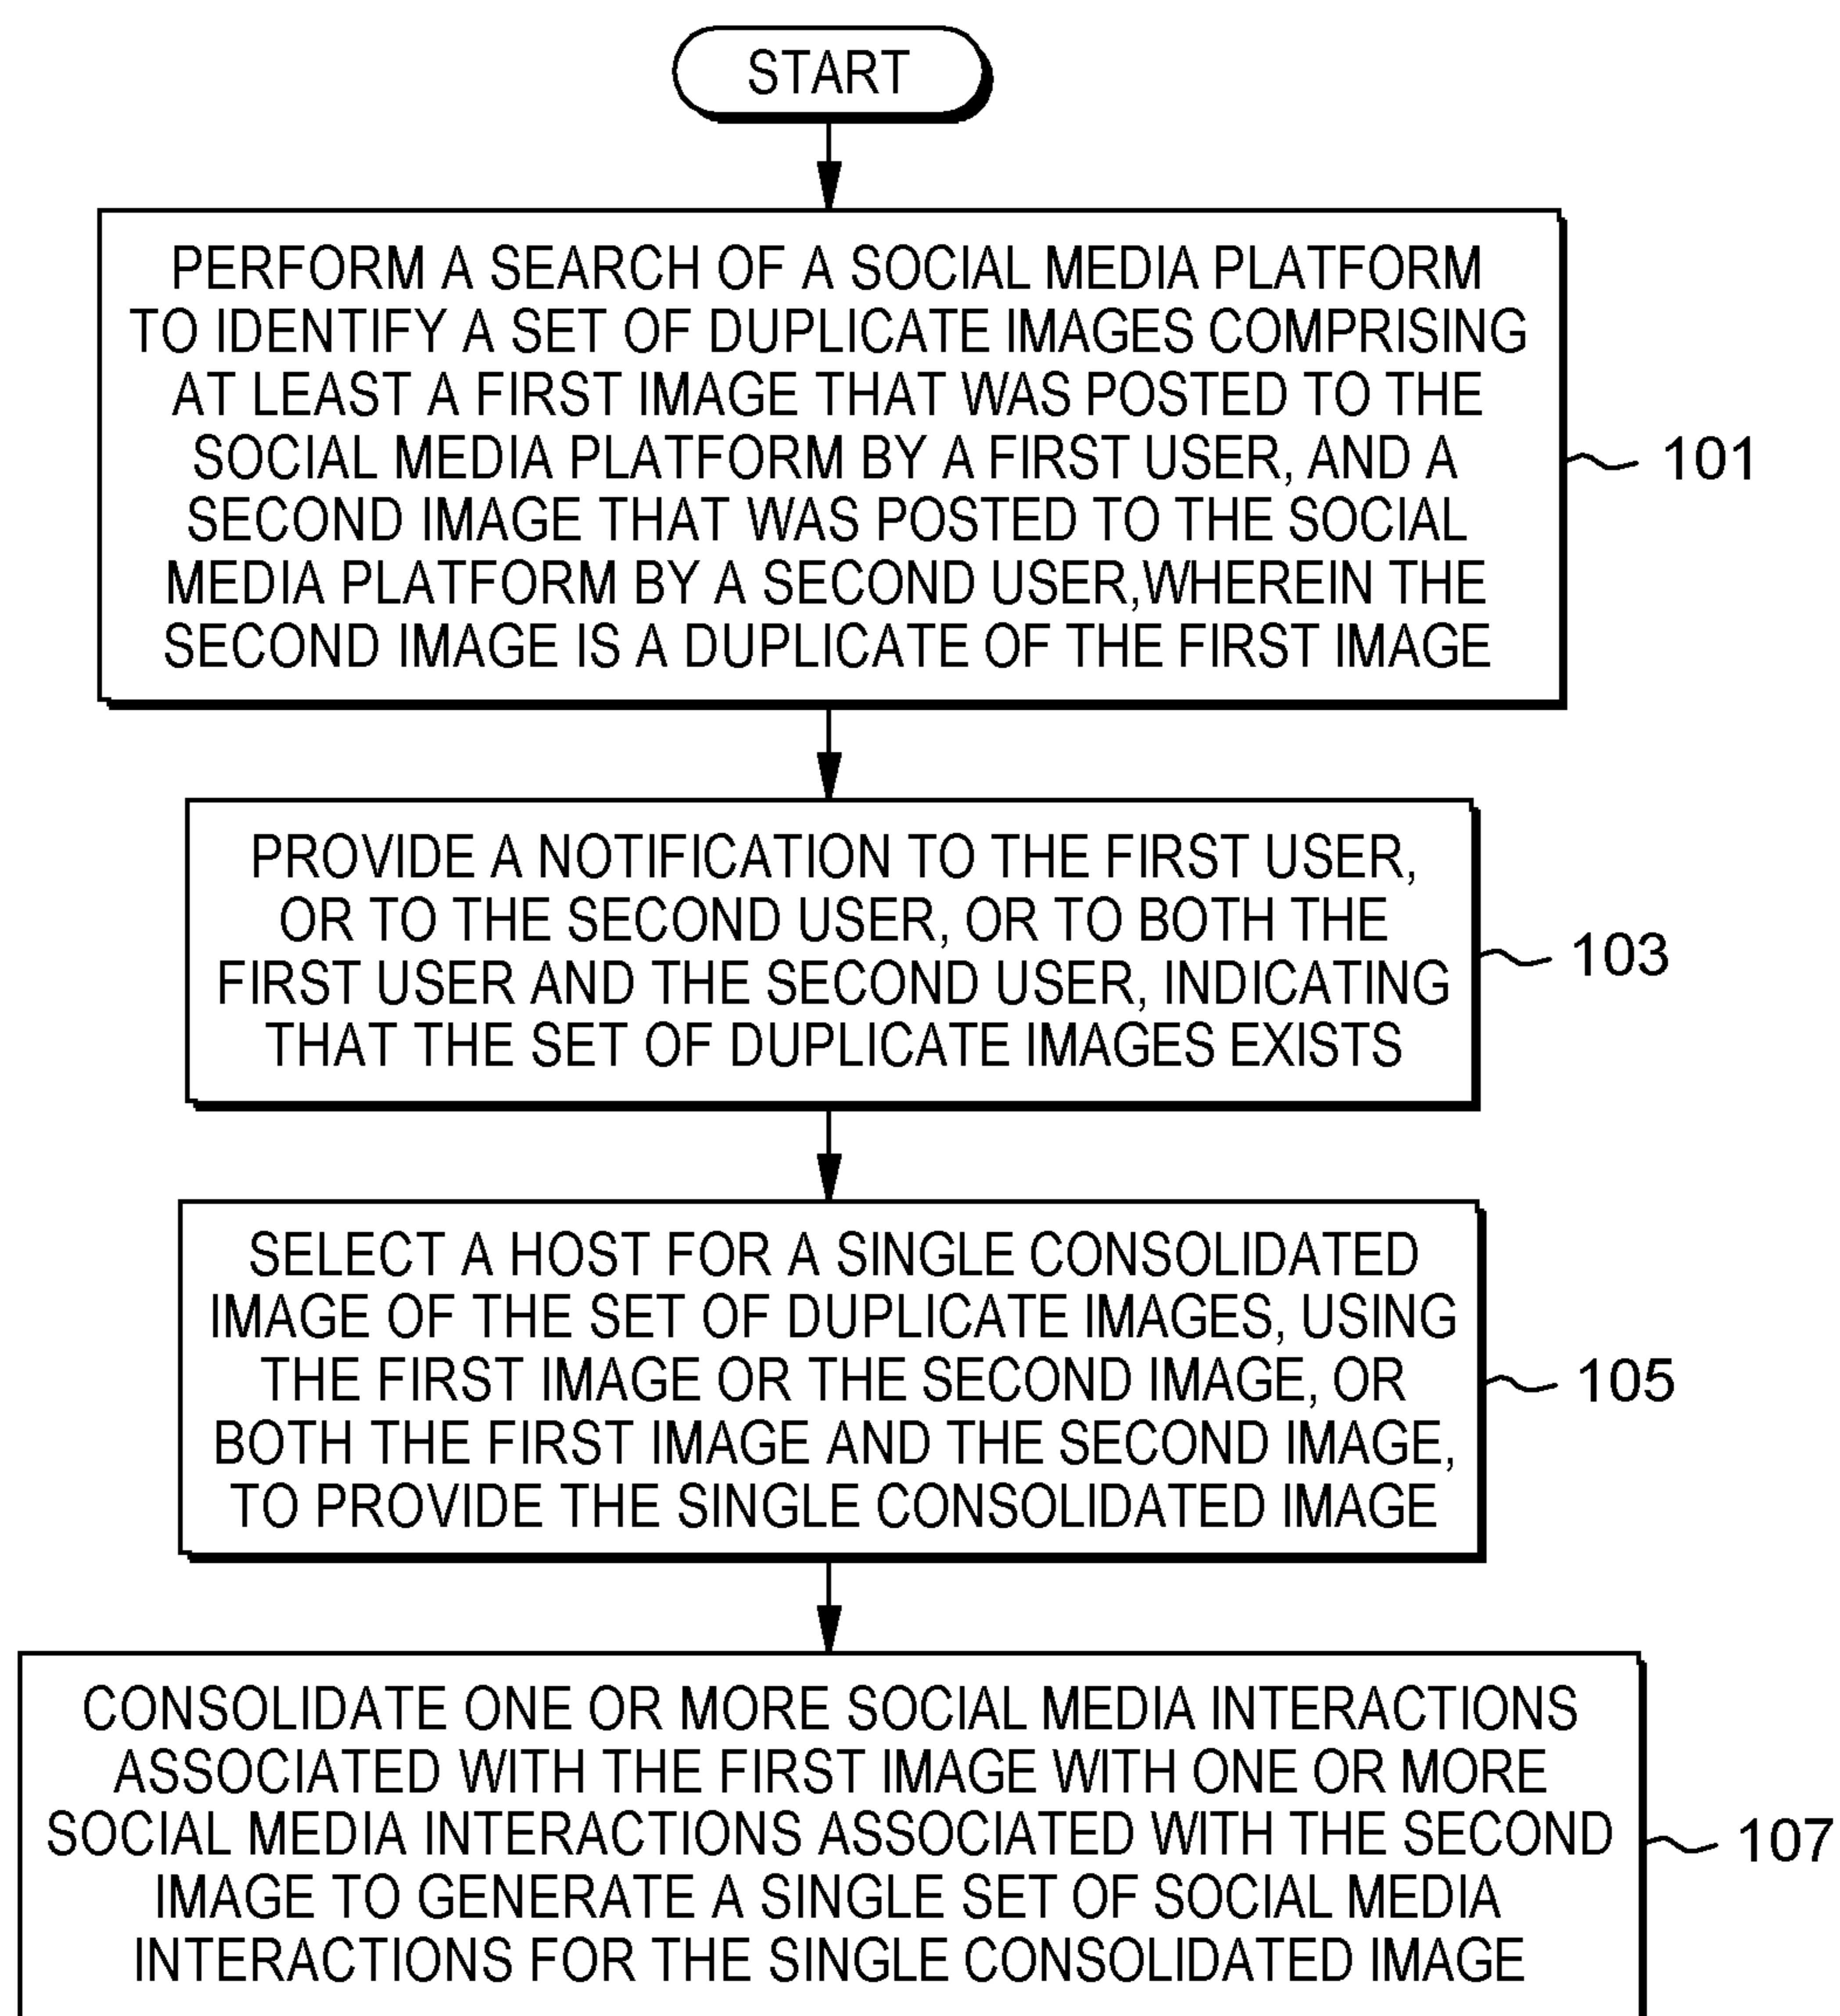 START
PERFORM A SEARCH OF A SOCIAL MEDIA PLATFORM
TO IDENTIFY A SET OF DUPLICATE IMAGES COMPRISING
AT LEAST A FIRST IMAGE THAT WAS POSTED TO THE
SOCIAL MEDIA PLATFORM BY A FIRST USER, AND A
SECOND IMAGE THAT WAS POSTED TO THE SOCIAL
MEDIA PLATFORM BY A SECOND USER,WHEREIN THE
SECOND IMAGE IS A DUPLICATE OF THE FIRST IMAGE
101
PROVIDE A NOTIFICATION TO THE FIRST USER,
OR TO THE SECOND USER, OR TO BOTH THE
FIRST USER AND THE SECOND USER, INDICATING
THAT THE SET OF DUPLICATE IMAGES EXISTS
103
SELECT A HOST FOR A SINGLE CONSOLIDATED
IMAGE OF THE SET OF DUPLICATE IMAGES, USING
THE FIRST IMAGE OR THE SECOND IMAGE, OR
BOTH THE FIRST IMAGE AND THE SECOND IMAGE,
TO PROVIDE THE SINGLE CONSOLIDATED IMAGE
105
CONSOLIDATE ONE OR MORE SOCIAL MEDIA INTERACTIONS
ASSOCIATED WITH THE FIRST IMAGE WITH ONE OR MORE
SOCIAL MEDIA INTERACTIONS ASSOCIATED WITH THE SECOND
IMAGE TO GENERATE A SINGLE SET OF SOCIAL MEDIA
INTERACTIONS FOR THE SINGLE CONSOLIDATED IMAGE
107